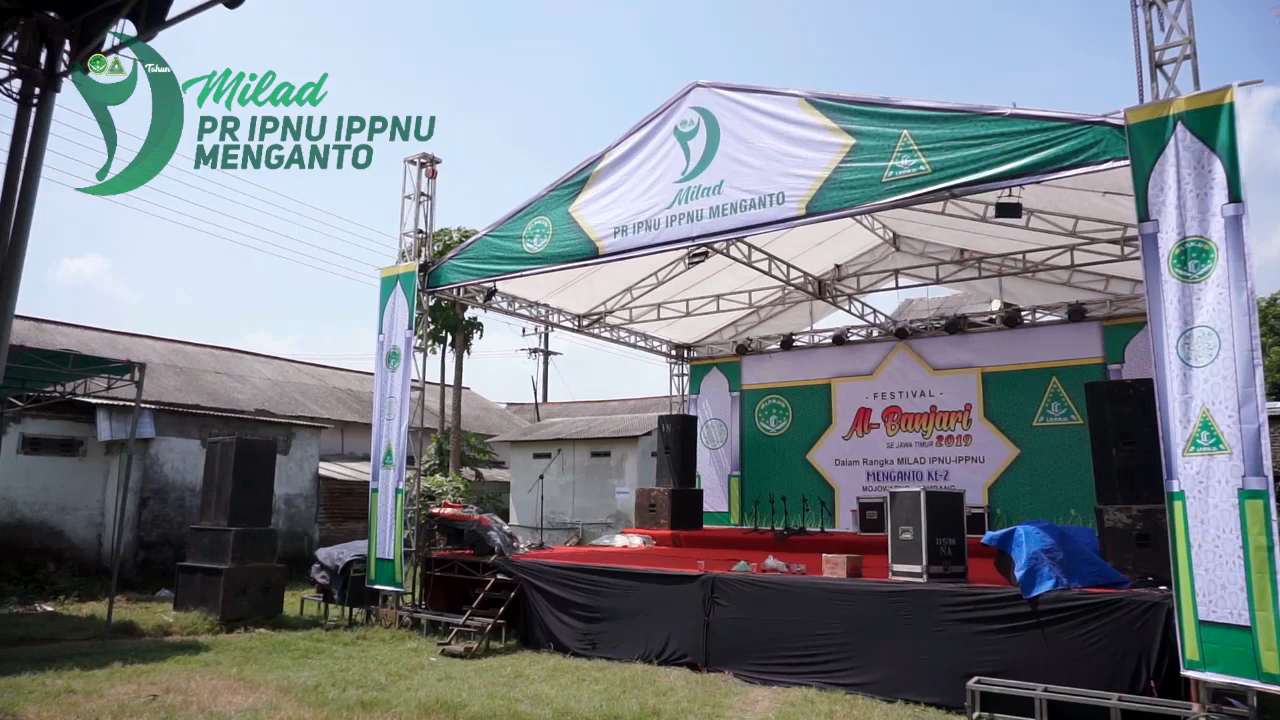 Tahun
Milad
PR IPNU IPPNU
MENGANTO
Milad
PR IPNU IPPNU MENGANTO
- FESTIVAL -
Al-Banjari
SE JAWA TIMUR 2019
Dalam Rangka MILAD IPNU-IPPNU
MENGANTO KE-2
NA